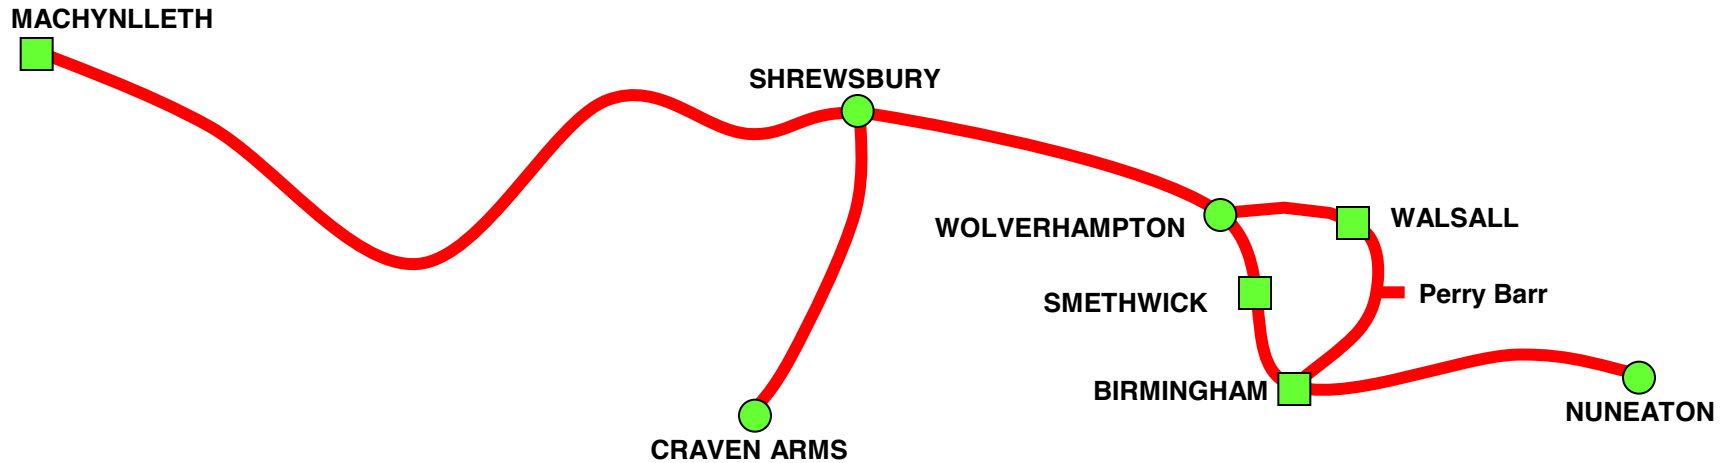 MACHYNLLETH
SHREWSBURY
WOLVERHAMPTON
WALSALL
SMETHWICK
Perry Barr
BIRMINGHAM
NUNEATON
CRAVEN ARMS